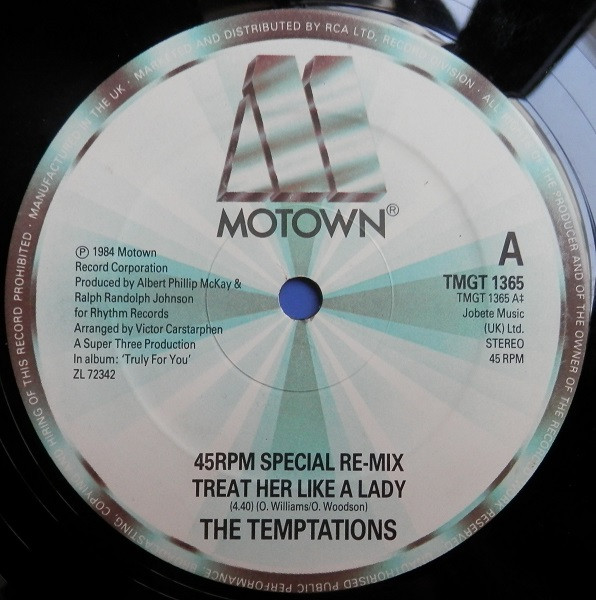 MANUFACTURED IN THE UK · MARKETED AND DISTRIBUTED BY RCA LTD, RECORD DIVISION · ALL
THE PRODUCER AND OF THE OWNER OF THE RECORDED
RESERVED
AUTHORISED PUBLIC PERFORMANCE
BROADCASTING, COPYING AND HIRING OF THIS RECORD PROHIBITED ·
MOTOWN®
A
℗ 1984 Motown
Record Corporation
Produced by Albert Phillip McKay &
Ralph Randolph Johnson
for Rhythm Records
Arranged by Victor Carstarphen
A Super Three Production
In album: 'Truly For You'
ZL 72342
TMGT 1365
TMGT 1365 A‡
Jobete Music
(UK) Ltd.
STEREO
45 RPM
45RPM SPECIAL RE-MIX
TREAT HER LIKE A LADY
(4.40) (O. Williams/O. Woodson)
THE TEMPTATIONS